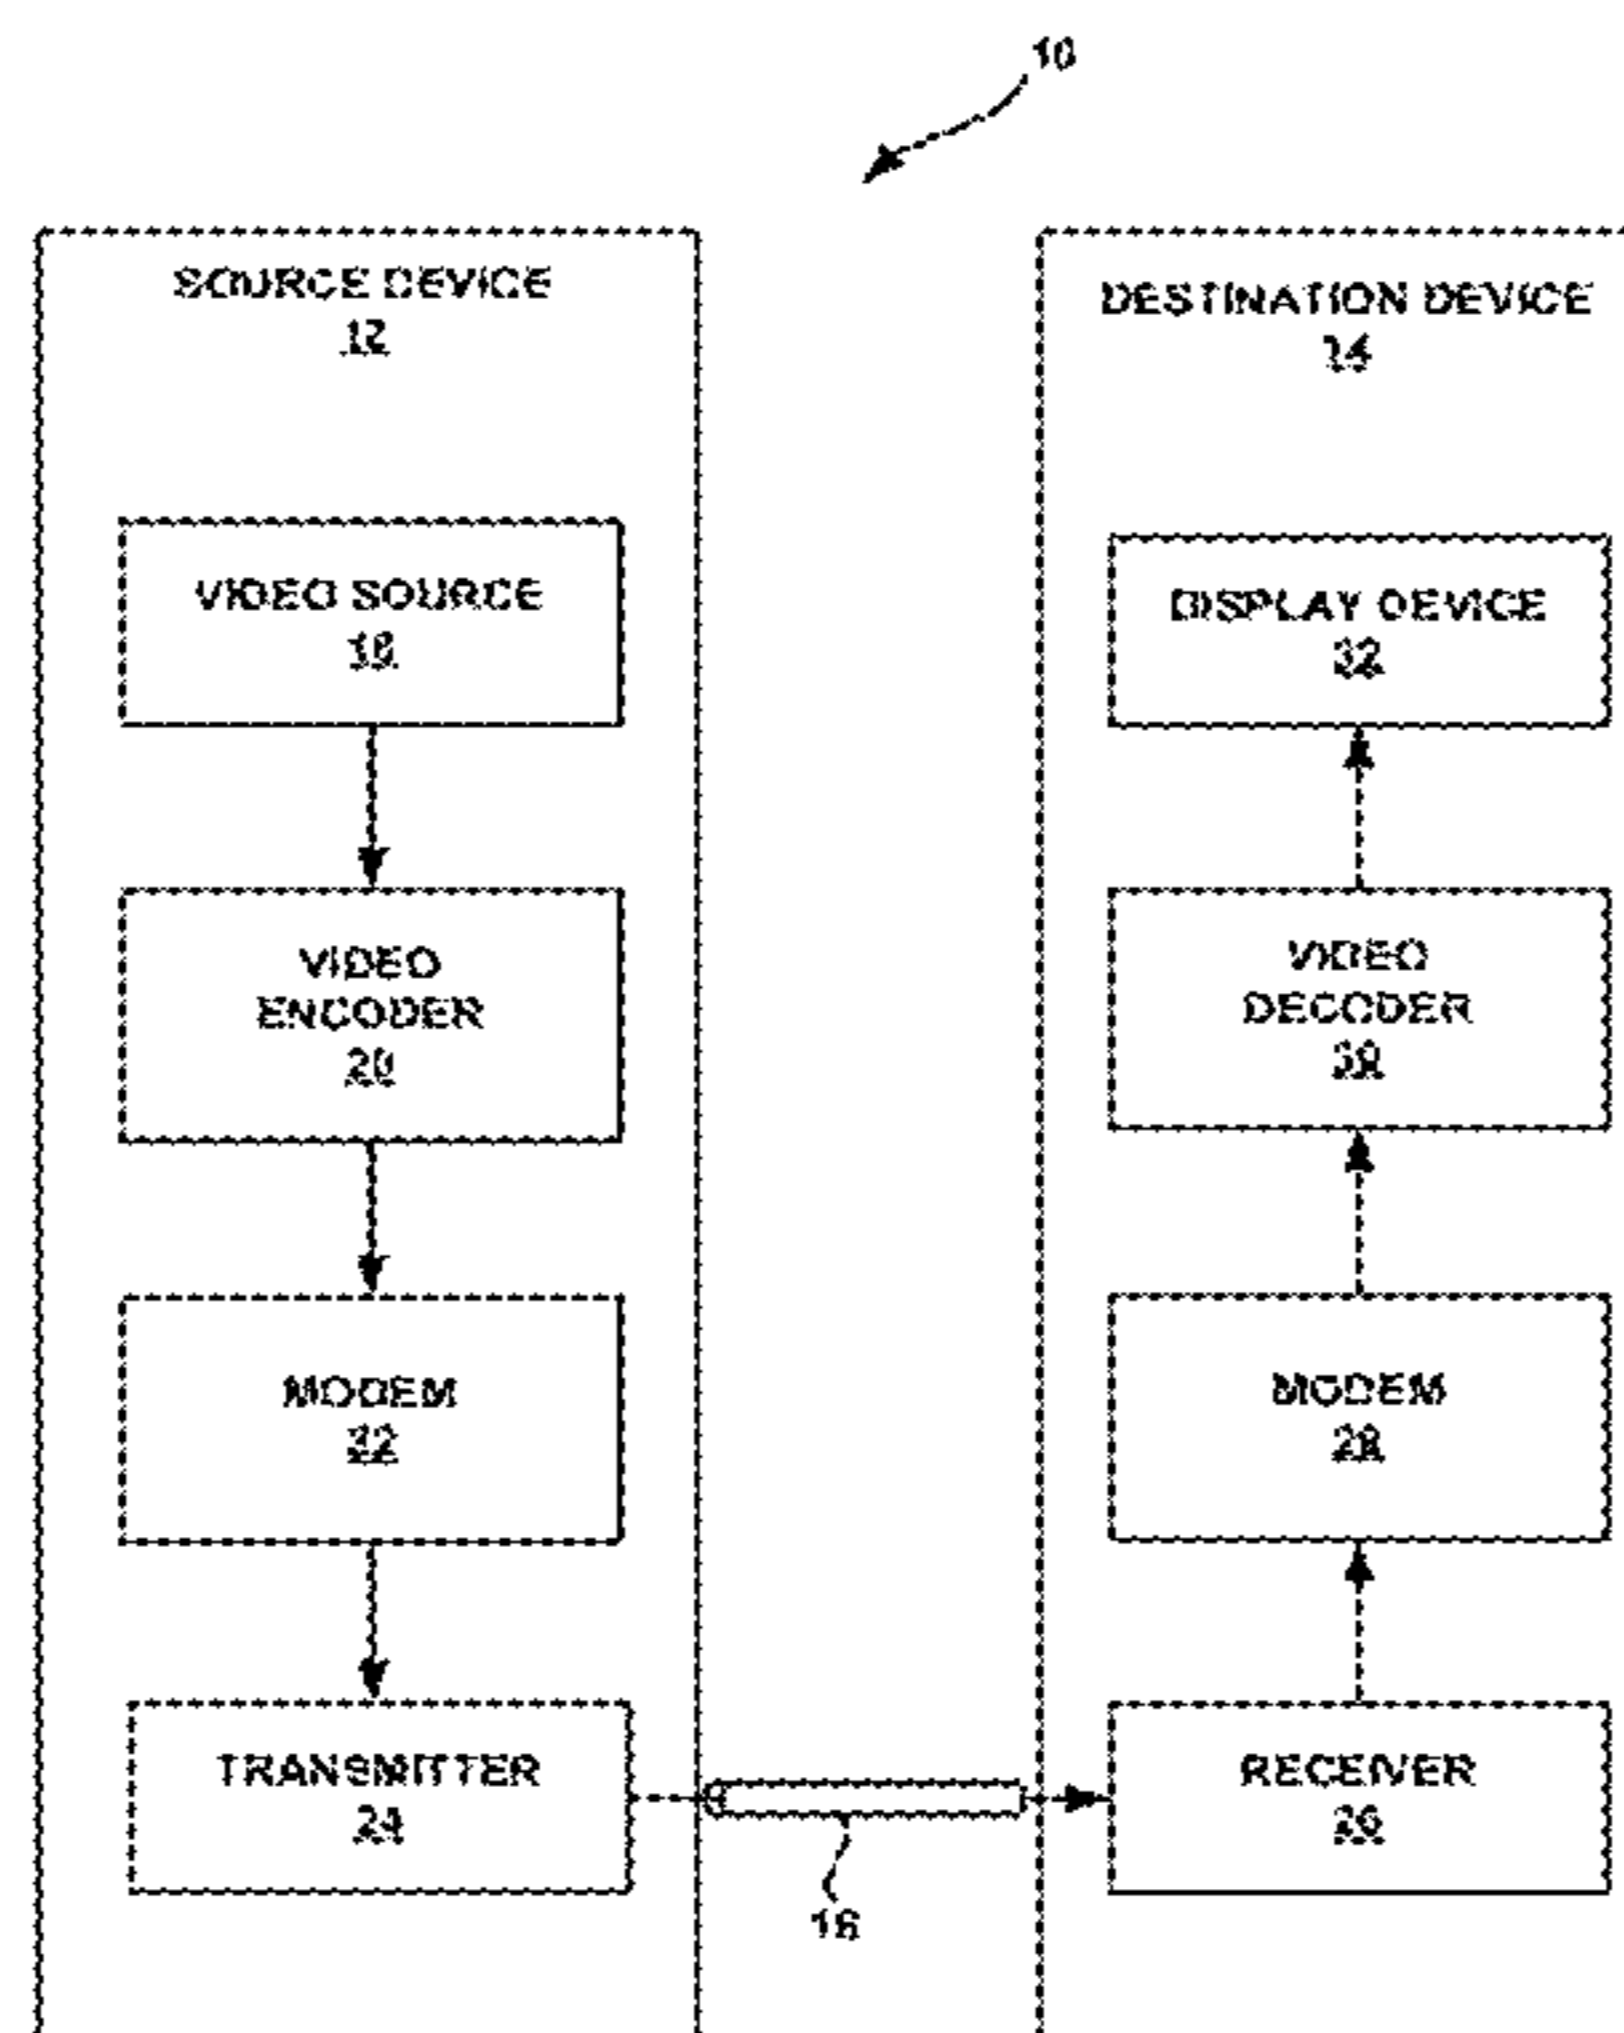 10
SOURCE DEVICE
12
VIDEO SOURCE
18
VIDEO
ENCODER
20
MODEM
22
TRANSMITTER
24
16
DESTINATION DEVICE
14
DISPLAY DEVICE
32
VIDEO
DECODER
30
MODEM
28
RECEIVER
26